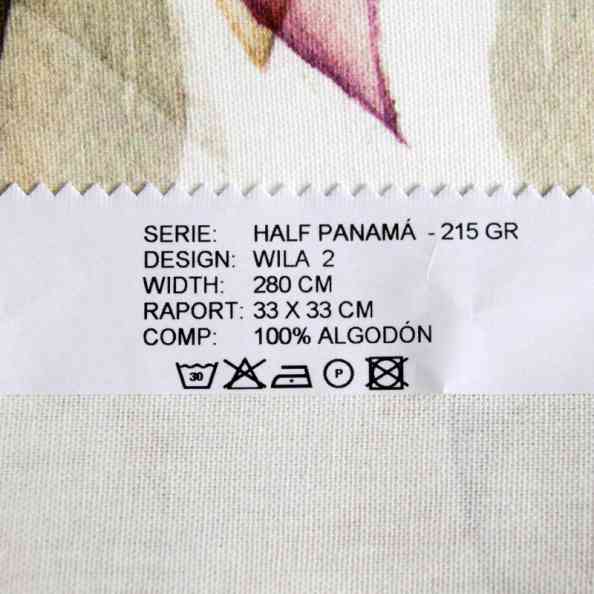 SERIE: HALF PANAMÁ - 215 GR
DESIGN: WILA 2
WIDTH: 280 CM
RAPORT: 33 X 33 CM
COMP: 100% ALGODÓN
30 P